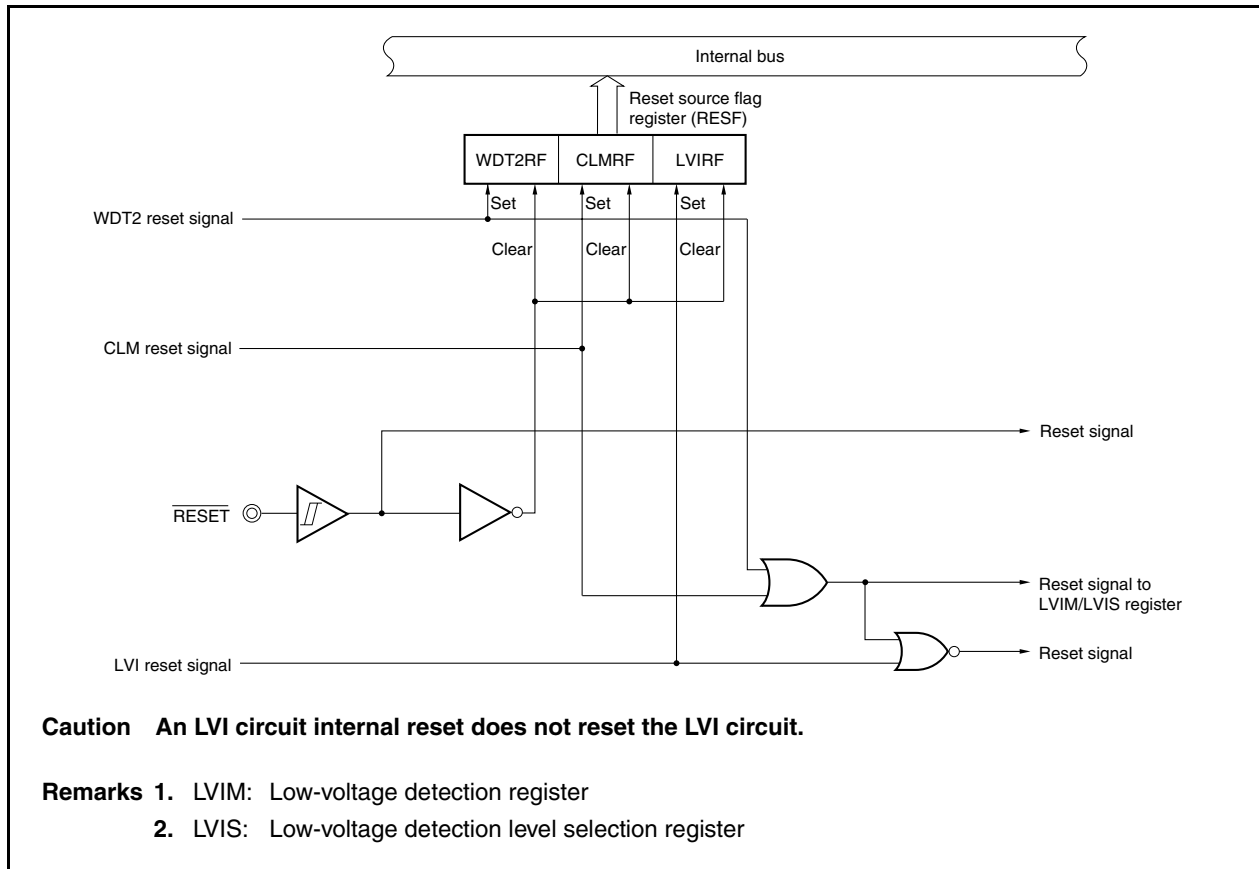 Internal bus
Reset source flag
register (RESF)
WDT2RF CLMRF LVIRF
Set Set Set
WDT2 reset signal
Clear Clear Clear
CLM reset signal
Reset signal
RESET
Reset signal to
LVIM/LVIS register
Reset signal
LVI reset signal
Caution An LVI circuit internal reset does not reset the LVI circuit.
Remarks 1. LVIM: Low-voltage detection register
2. LVIS: Low-voltage detection level selection register